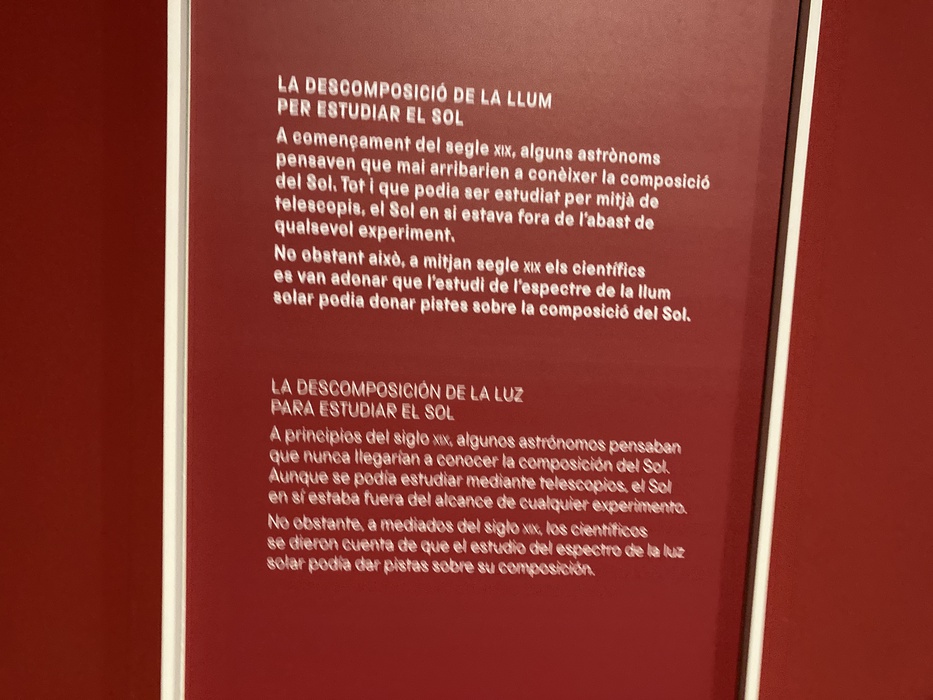 LA DESCOMPOSICIÓ DE LA LLUM
PER ESTUDIAR EL SOL
A començament del segle XIX, alguns astrònoms
pensaven que mai arribarien a conèixer la composició
del Sol. Tot i que podia ser estudiat per mitjà de
telescopis, el Sol en si estava fora de l'abast de
qualsevol experiment.
No obstant això, a mitjan segle XIX els científics
es van adonar que l'estudi de l'espectre de la llum
solar podia donar pistes sobre la composició del Sol.
LA DESCOMPOSICIÓN DE LA LUZ
PARA ESTUDIAR EL SOL
A principios del siglo XIX, algunos astrónomos pensaban
que nunca llegarían a conocer la composición del Sol.
Aunque se podía estudiar mediante telescopios, el Sol
en sí estaba fuera del alcance de cualquier experimento.
No obstante, a mediados del siglo XIX, los científicos
se dieron cuenta de que el estudio del espectro de la luz
solar podía dar pistas sobre su composición.